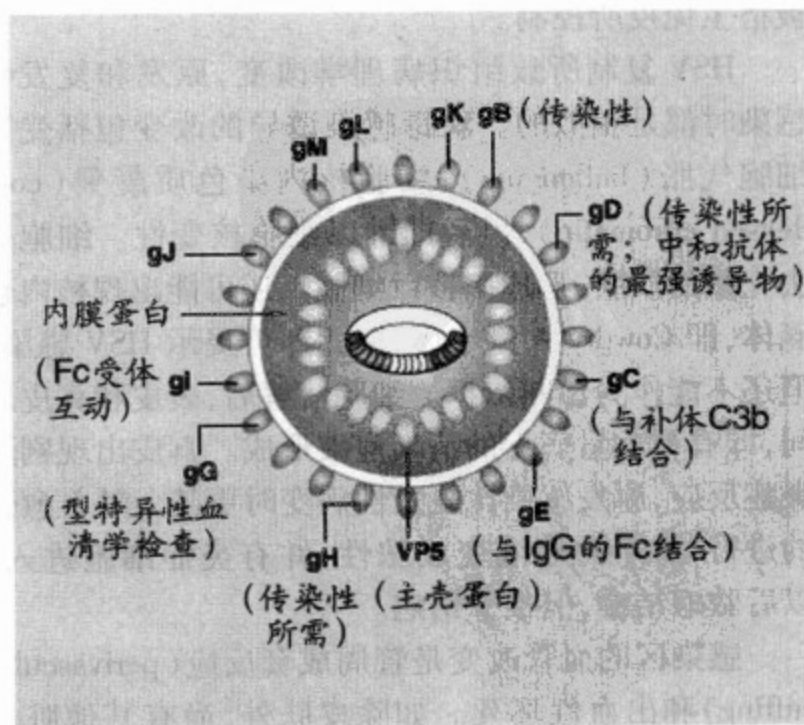 gK gB (传染性)
gL
gM
gD (传染性所
需; 中和抗体
的最强诱导物)
gJ
内膜蛋白
(Fc受体
互动)
gI
gC
(与补体C3b
结合)
gG
(型特异性血
清学检查)
gE
(与IgG的Fc结合)
gH
(传染性
所需)
VP5
(主壳蛋白)